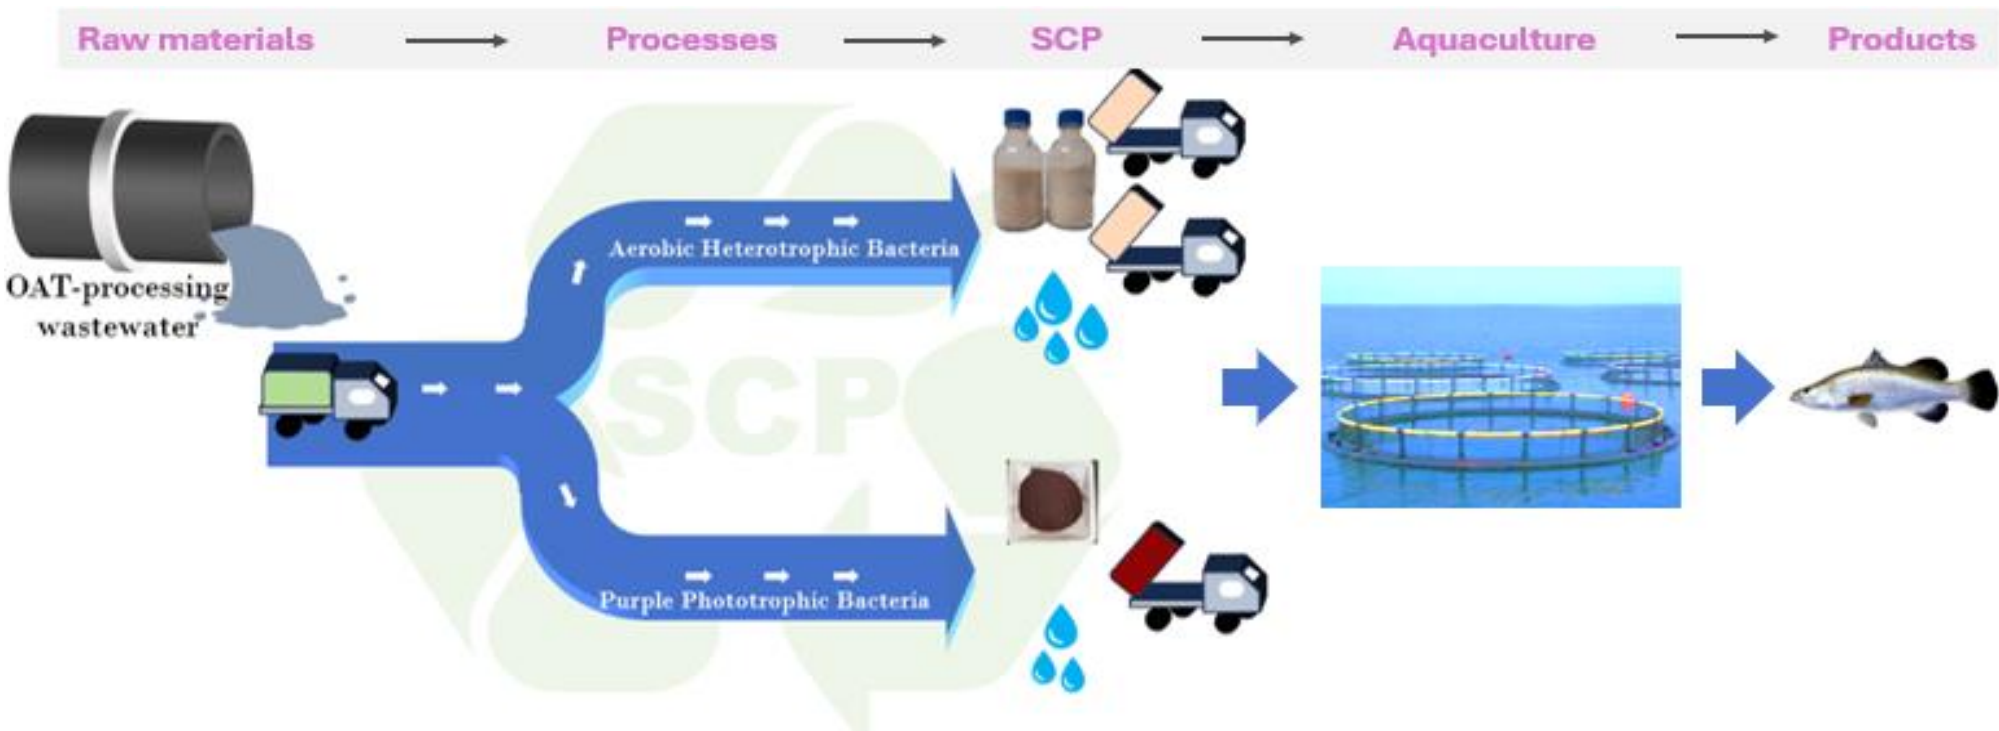 Raw materials
Processes
SCP
Aquaculture
Products
OAT-processing
wastewater
Aerobic Heterotrophic Bacteria
SCP
Purple Phototrophic Bacteria